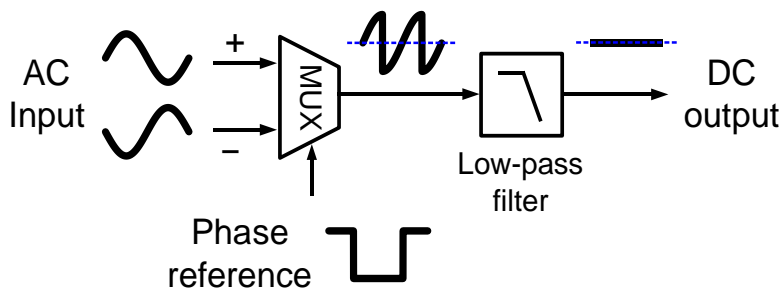 AC
Input
+
−
MUX
Low-pass
filter
DC
output
Phase
reference